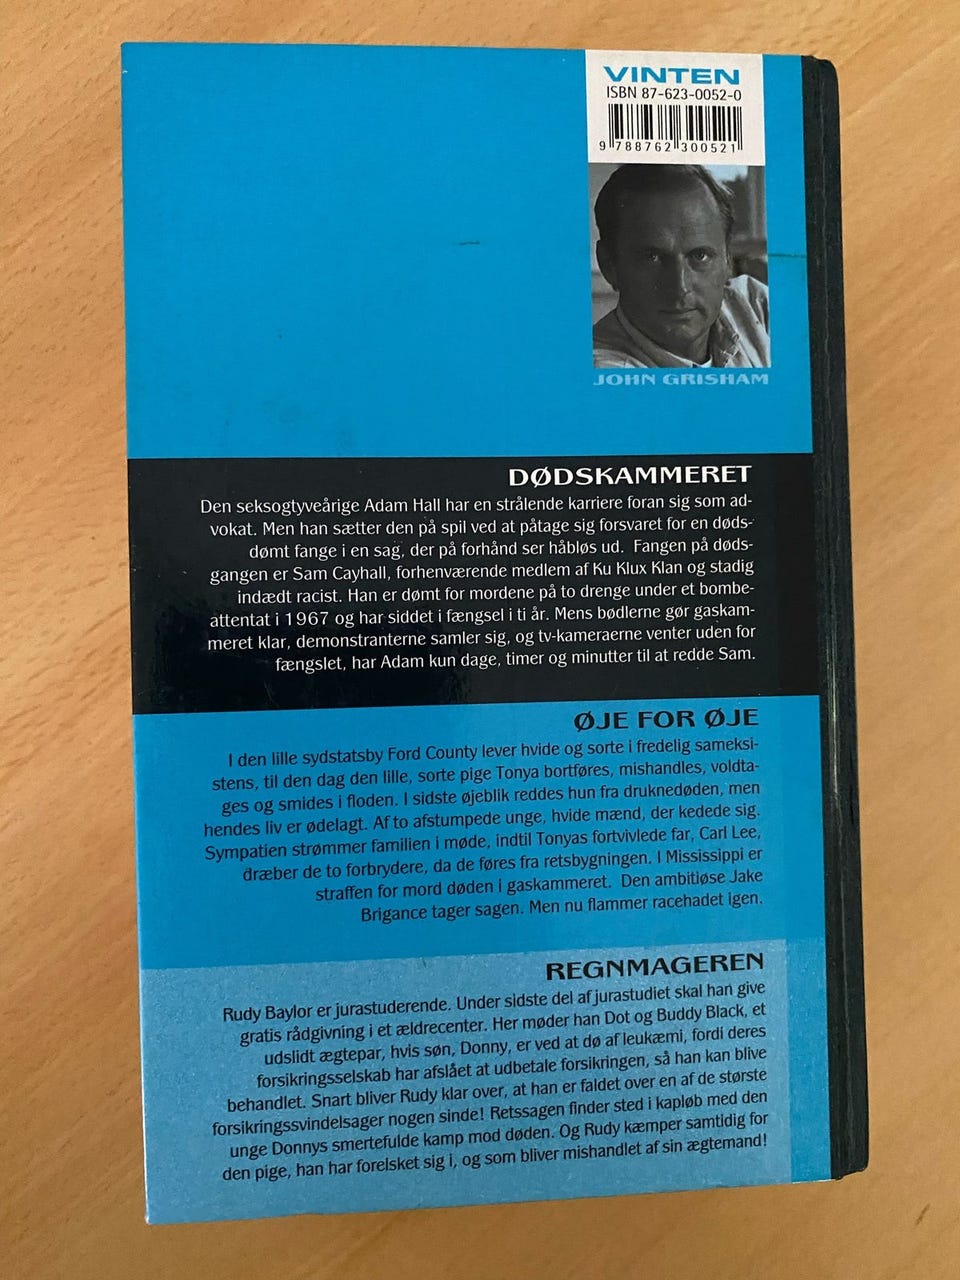 VINTEN
ISBN 87-623-0052-0
9 788762 300521
JOHN GRISHAM
DØDSKAMMERET
Den seksogtyveårige Adam Hall har en strålende karriere foran sig som ad-
vokat. Men han sætter den på spil ved at påtage sig forsvaret for en døds-
dømt fange i en sag, der på forhånd ser håbløs ud. Fangen på døds-
gangen er Sam Cayhall, forhenværende medlem af Ku Klux Klan og stadig
indædt racist. Han er dømt for mordene på to drenge under et bombe-
attentat i 1967 og har siddet i fængsel i ti år. Mens bødlerne gør gaskam-
meret klar, demonstranterne samler sig, og tv-kameraerne venter uden for
fængslet, har Adam kun dage, timer og minutter til at redde Sam.
ØJE FOR ØJE
I den lille sydstatsby Ford County lever hvide og sorte i fredelig sameksi-
stens, til den dag den lille, sorte pige Tonya bortføres, mishandles, voldta-
ges og smides i floden. I sidste øjeblik reddes hun fra druknedøden, men
hendes liv er ødelagt. Af to afstumpede unge, hvide mænd, der kedede sig.
Sympatien strømmer familien i møde, indtil Tonyas fortvivlede far, Carl Lee,
dræber de to forbrydere, da de føres fra retsbygningen. I Mississippi er
straffen for mord døden i gaskammeret. Den ambitiøse Jake
Brigance tager sagen. Men nu flammer racehadet igen.
REGNMAGEREN
Rudy Baylor er jurastuderende. Under sidste del af jurastudiet skal han give
gratis rådgivning i et ældrecenter. Her møder han Dot og Buddy Black, et
udslidt ægtepar, hvis søn, Donny, er ved at dø af leukæmi, fordi deres
forsikringsselskab har afslået at udbetale forsikringen, så han kan blive
behandlet. Snart bliver Rudy klar over, at han er faldet over en af de største
forsikringssvindelsager nogen sinde! Retssagen finder sted i kapløb med den
unge Donnys smertefulde kamp mod døden. Og Rudy kæmper samtidig for
den pige, han har forelsket sig i, og som bliver mishandlet af sin ægtemand!